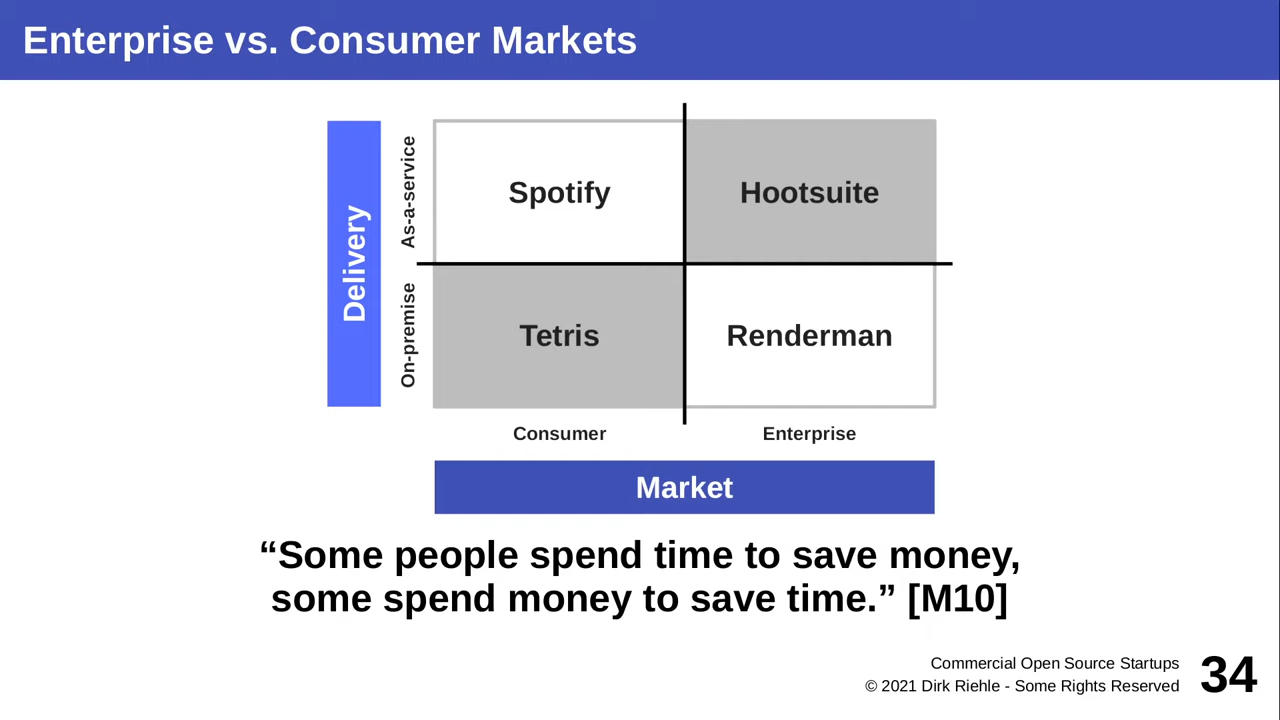 Enterprise vs. Consumer Markets
Delivery
As-a-service
On-premise
Spotify
Hootsuite
Tetris
Renderman
Consumer
Enterprise
Market
“Some people spend time to save money,
some spend money to save time.” [M10]
Commercial Open Source Startups
© 2021 Dirk Riehle - Some Rights Reserved
34